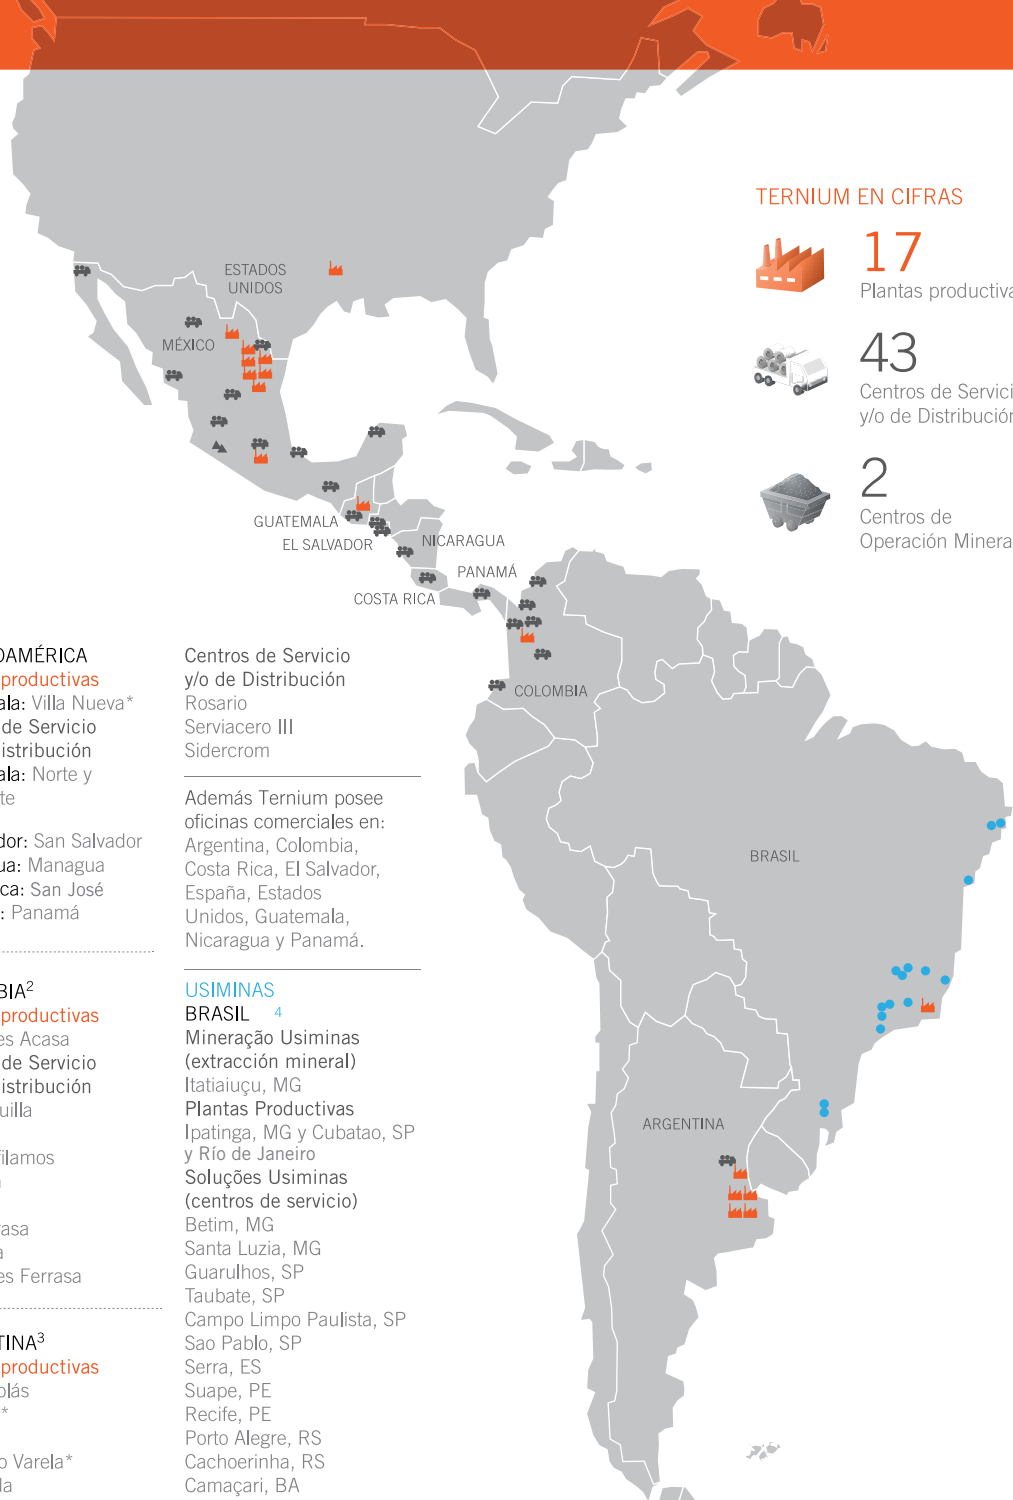 TERNIUM EN CIFRAS
17
Plantas productiva
43
Centros de Servici
y/o de Distribución
2
Centros de
Operación Minera
ESTADOS
UNIDOS
MÉXICO
GUATEMALA
EL SALVADOR
NICARAGUA
PANAMÁ
COSTA RICA
COLOMBIA
BRASIL
ARGENTINA
OAMÉRICA
productivas
ala: Villa Nueva*
de Servicio
istribución
ala: Norte y
te
dor: San Salvador
ua: Managua
ca: San José
: Panamá
BIA2
productivas
es Acasa
de Servicio
istribución
uilla
filamos
asa
a
es Ferrasa
TINA3
productivas
olás
*
o Varela*
da
Centros de Servicio
y/o de Distribución
Rosario
Serviacero III
Sidercrom
Además Ternium posee
oficinas comerciales en:
Argentina, Colombia,
Costa Rica, El Salvador,
España, Estados
Unidos, Guatemala,
Nicaragua y Panamá.
USIMINAS
BRASIL 4
Mineração Usiminas
(extracción mineral)
Itatiaiuçu, MG
Plantas Productivas
Ipatinga, MG y Cubatao, SP
y Río de Janeiro
Soluções Usiminas
(centros de servicio)
Betim, MG
Santa Luzia, MG
Guarulhos, SP
Taubate, SP
Campo Limpo Paulista, SP
Sao Pablo, SP
Serra, ES
Suape, PE
Recife, PE
Porto Alegre, RS
Cachoerinha, RS
Camaçari, BA